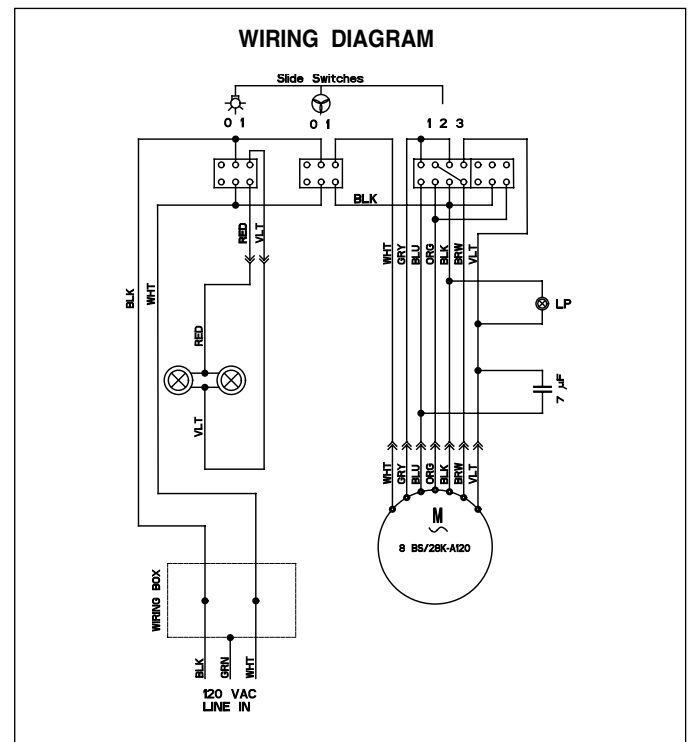 WIRING DIAGRAM
Slide Switches
0 1
0 1
1 2 3
BLK
RED
VLT
WHT
GRY
BLU
ORG
BLK
BRW
VLT
BLK
WHT
LP
RED
7 µF
VLT
WHT
GRY
BLU
ORG
BLK
BRW
VLT
M
8 BS/28K-A120
WIRING BOX
BLK
GRN
WHT
120 VAC
LINE IN